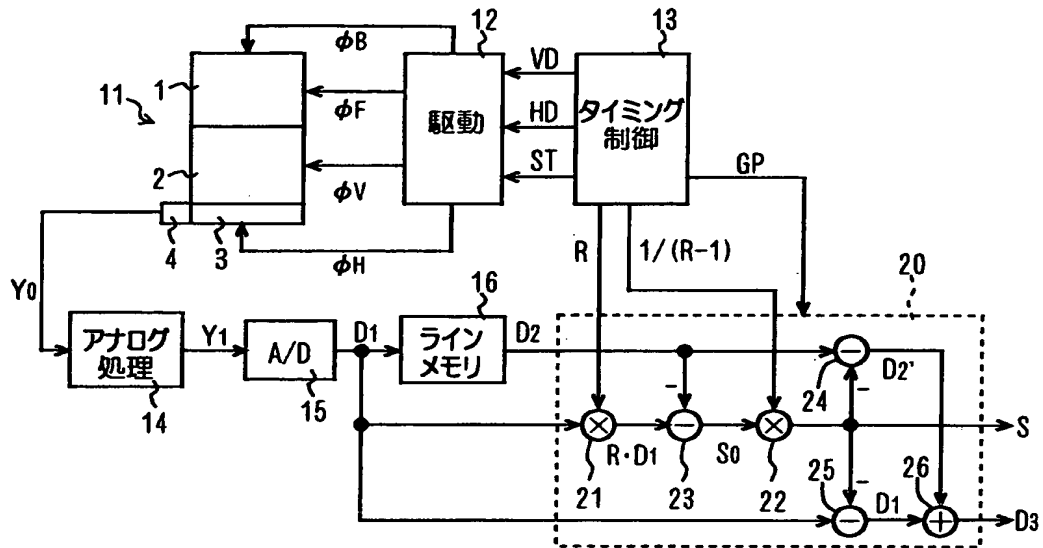 φB
12
13
1
VD
11
φF
駆動
HD
タイミング
制御
2
φV
ST
GP
4
3
φH
R
1/(R-1)
20
Y0
アナログ
処理
Y1
A/D
D1
16
ライン
メモリ
D2
−
D2'
24
14
15
×
−
×
−
S
R・D1
S0
21
23
22
25
−
26
−
D1
+
D3
−